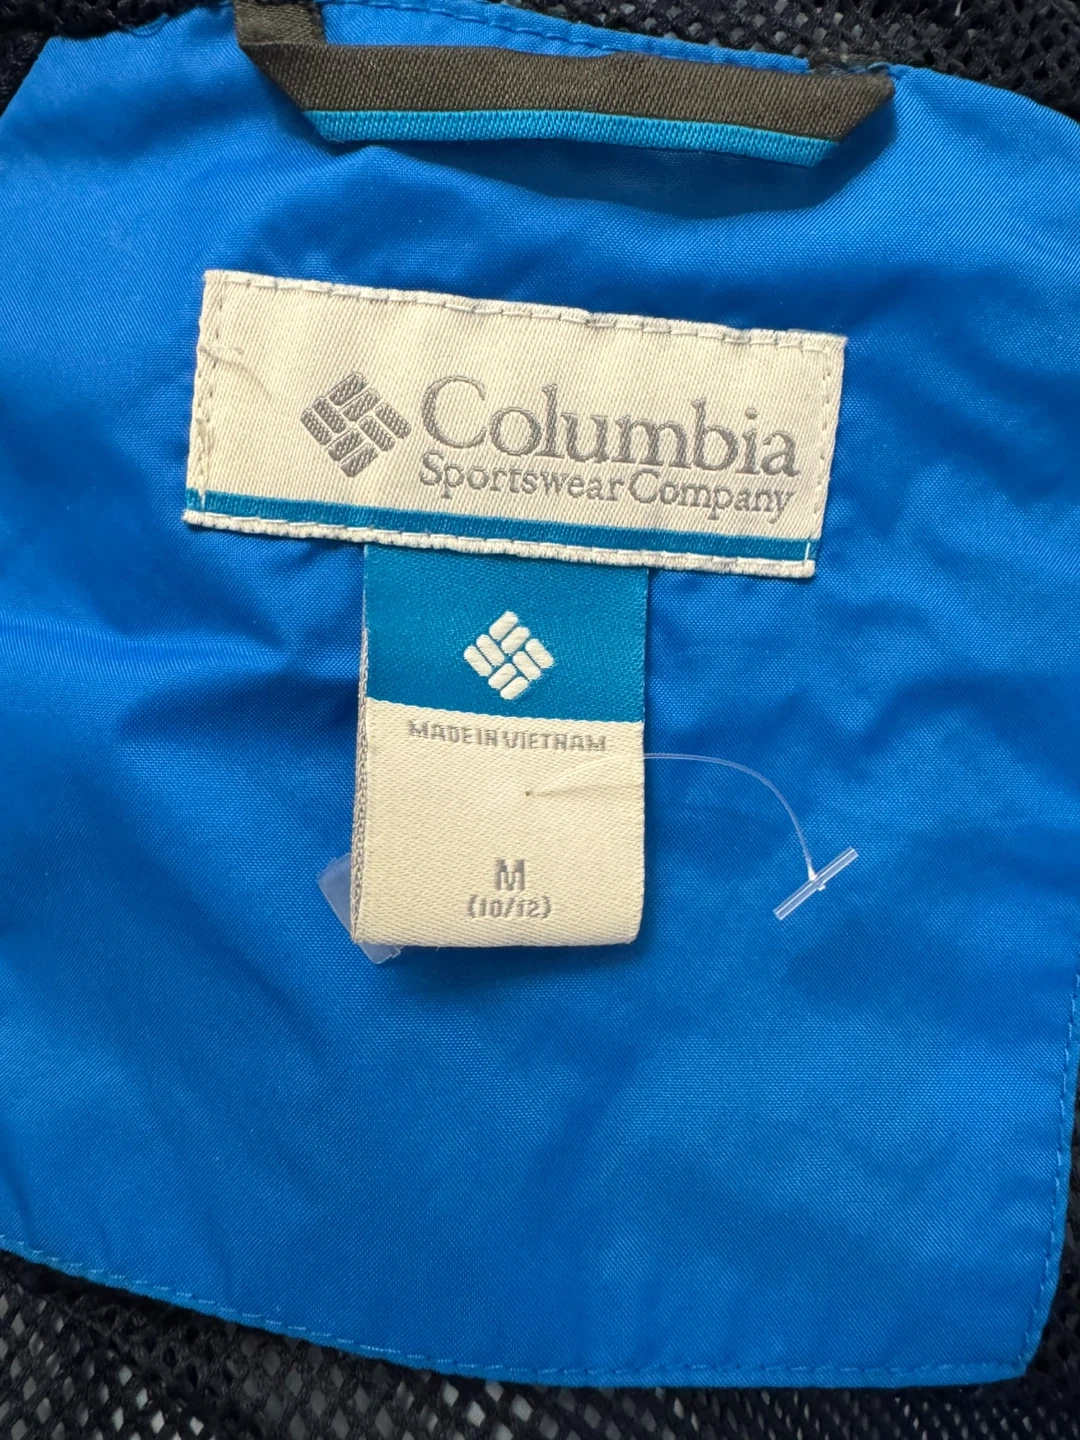 Columbia
Sportswear Company
MADE IN VIETNAM
M
(10/12)